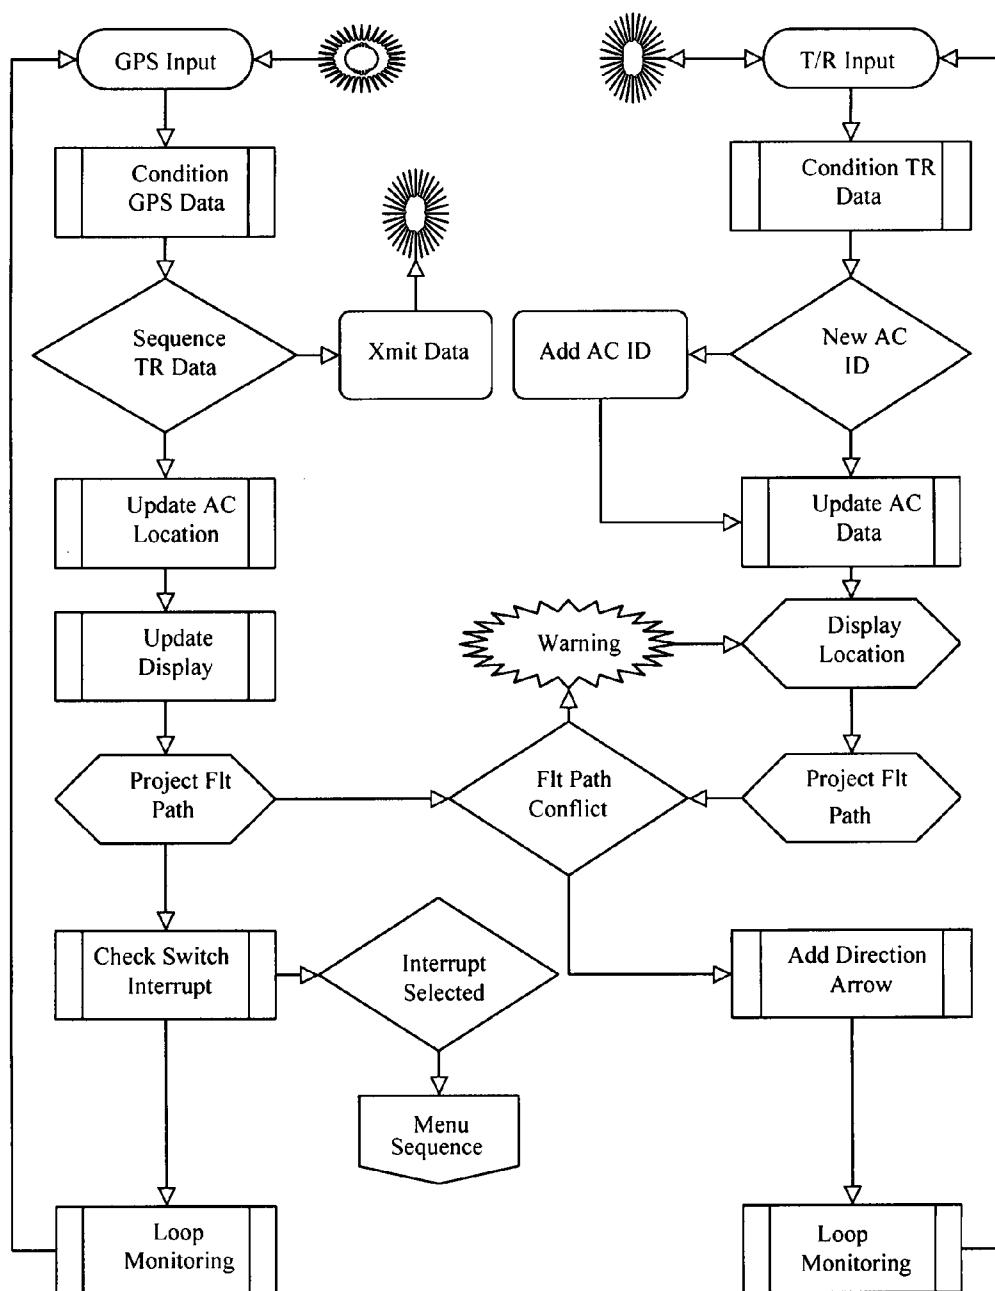 GPS Input
T/R Input
Condition
GPS Data
Condition TR
Data
Sequence
TR Data
Xmit Data
Add AC ID
New AC
ID
Update AC
Location
Update AC
Data
Update
Display
Warning
Display
Location
Project Flt
Path
Flt Path
Conflict
Project Flt
Path
Check Switch
Interrupt
Interrupt
Selected
Add Direction
Arrow
Menu
Sequence
Loop
Monitoring
Loop
Monitoring